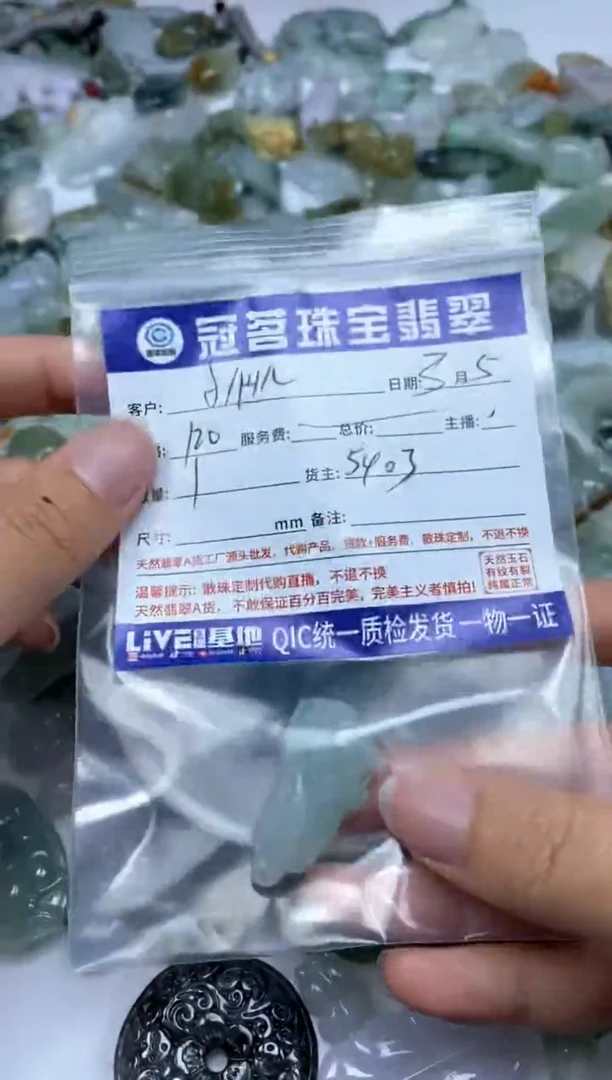 冠茗珠宝翡翠
客户: 日期: 3月5
120 服务费: 总价: 主播:
数量: 1 货主: 5403
尺寸: mm 备注:
天然翡翠A货工厂源头批发,代购产品,货款+服务费,散珠定制,不退不换
温馨提示: 散珠定制代购直播,不退不换
天然翡翠A货,不敢保证百分百完美,完美主义者慎拍!
天然玉石
有纹有裂
纯属正常
LiVE 基地 QIC统一质检发货 一物一证